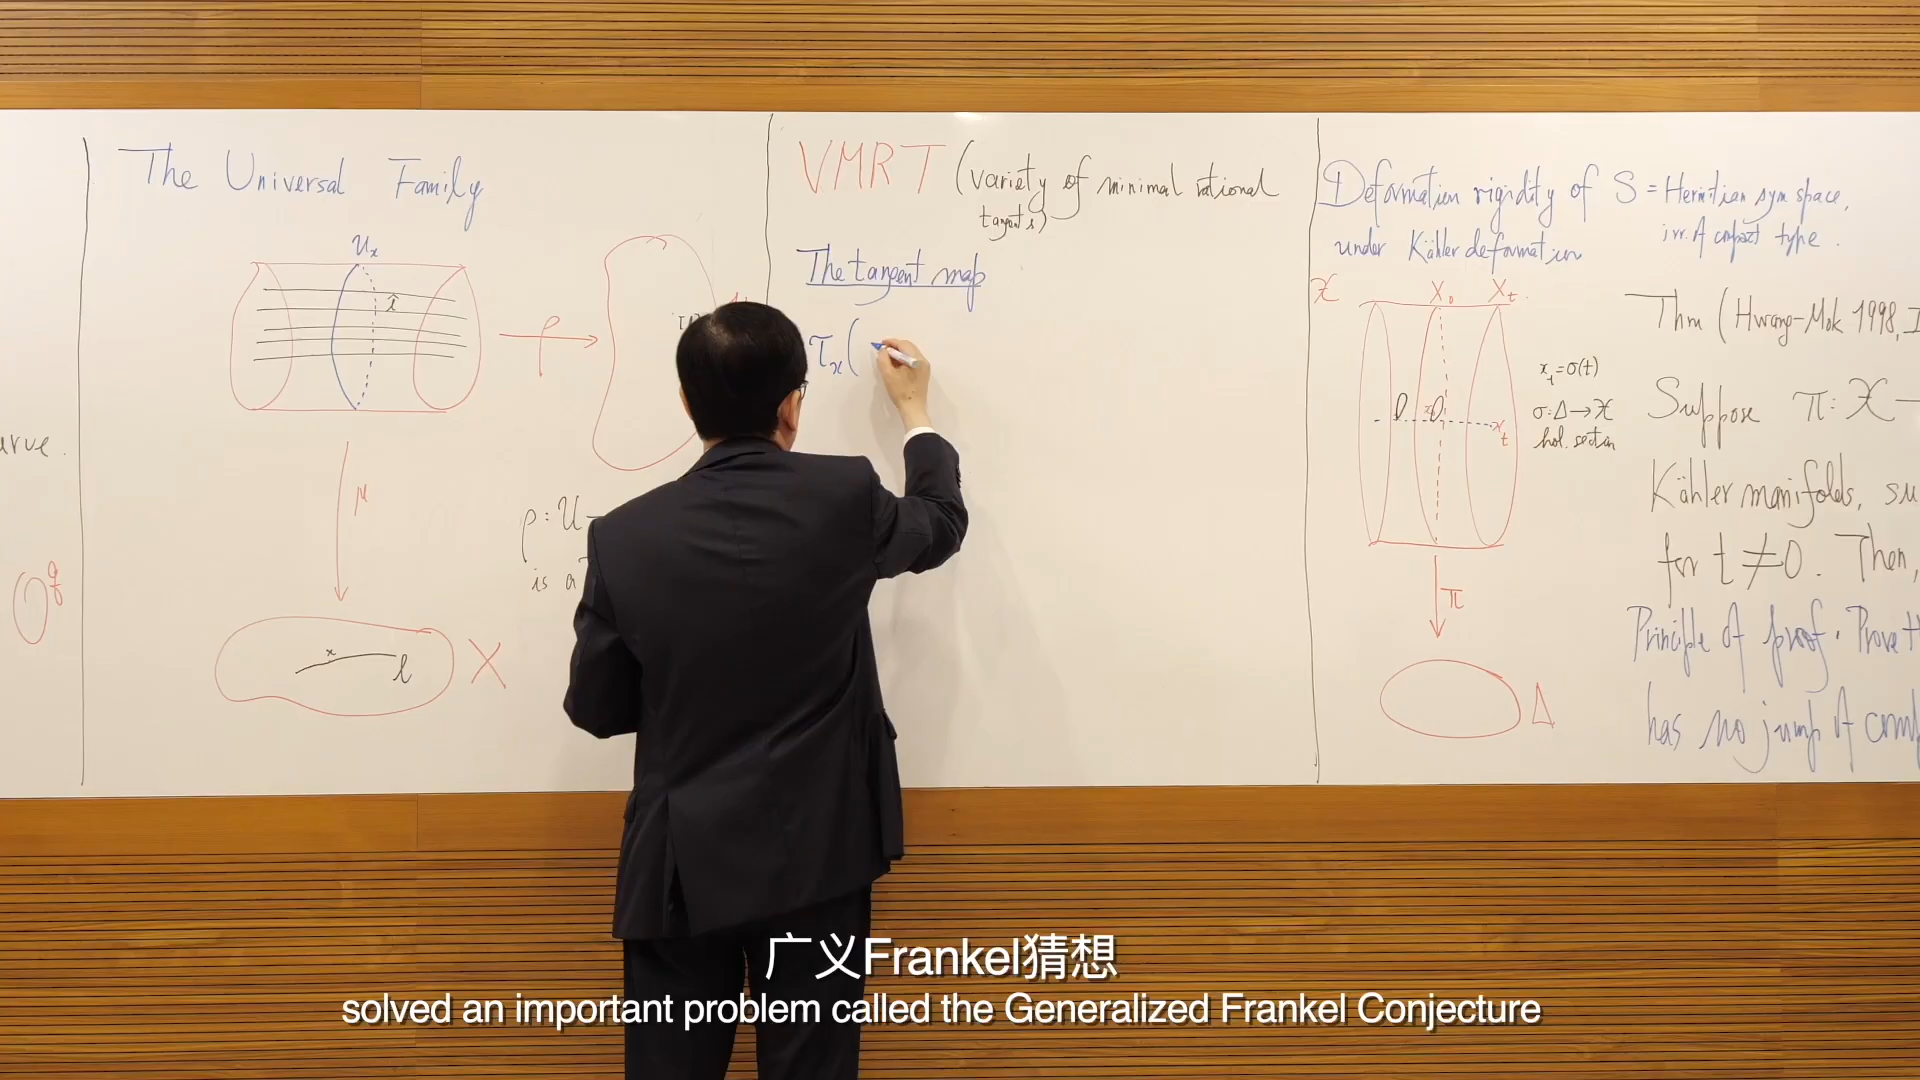 The Universal Family
𝒰ₓ
l̂
ρ
μ
x
l
X
ρ: 𝒰
is a
urve.
𝒪 q
VMRT (variety of minimal rational
tangents)
The tangent map
τₓ(
Deformation rigidity of S = Hermitian sym space,
irr. of compact type.
under Kähler deformation
𝒳 X₀ Xₜ
xₜ = σ(t)
σ: Δ → 𝒳
hol. section
0
xₜ
π
Δ
Thm (Hwang-Mok 1998, I
Suppose π: 𝒳 —
Kähler manifolds, su
for t ≠ 0. Then,
Principle of proof. Prove t
has no jump of comp
广义Frankel猜想
solved an important problem called the Generalized Frankel Conjecture